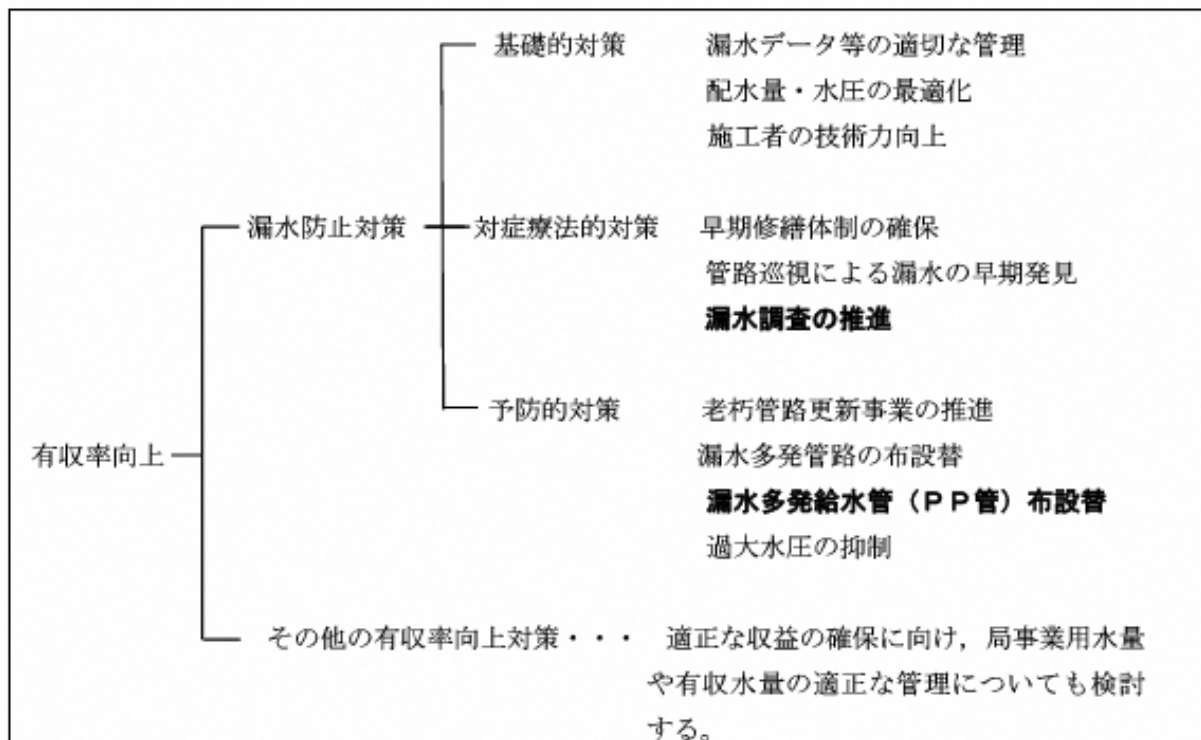 基礎的対策 漏水データ等の適切な管理
配水量・水圧の最適化
施工者の技術力向上
漏水防止対策 対症療法的対策 早期修繕体制の確保
管路巡視による漏水の早期発見
漏水調査の推進
予防的対策 老朽管路更新事業の推進
有収率向上 漏水多発管路の布設替
漏水多発給水管（ＰＰ管）布設替
過大水圧の抑制
その他の有収率向上対策・・・ 適正な収益の確保に向け，局事業用水量
や有収水量の適正な管理についても検討
する。